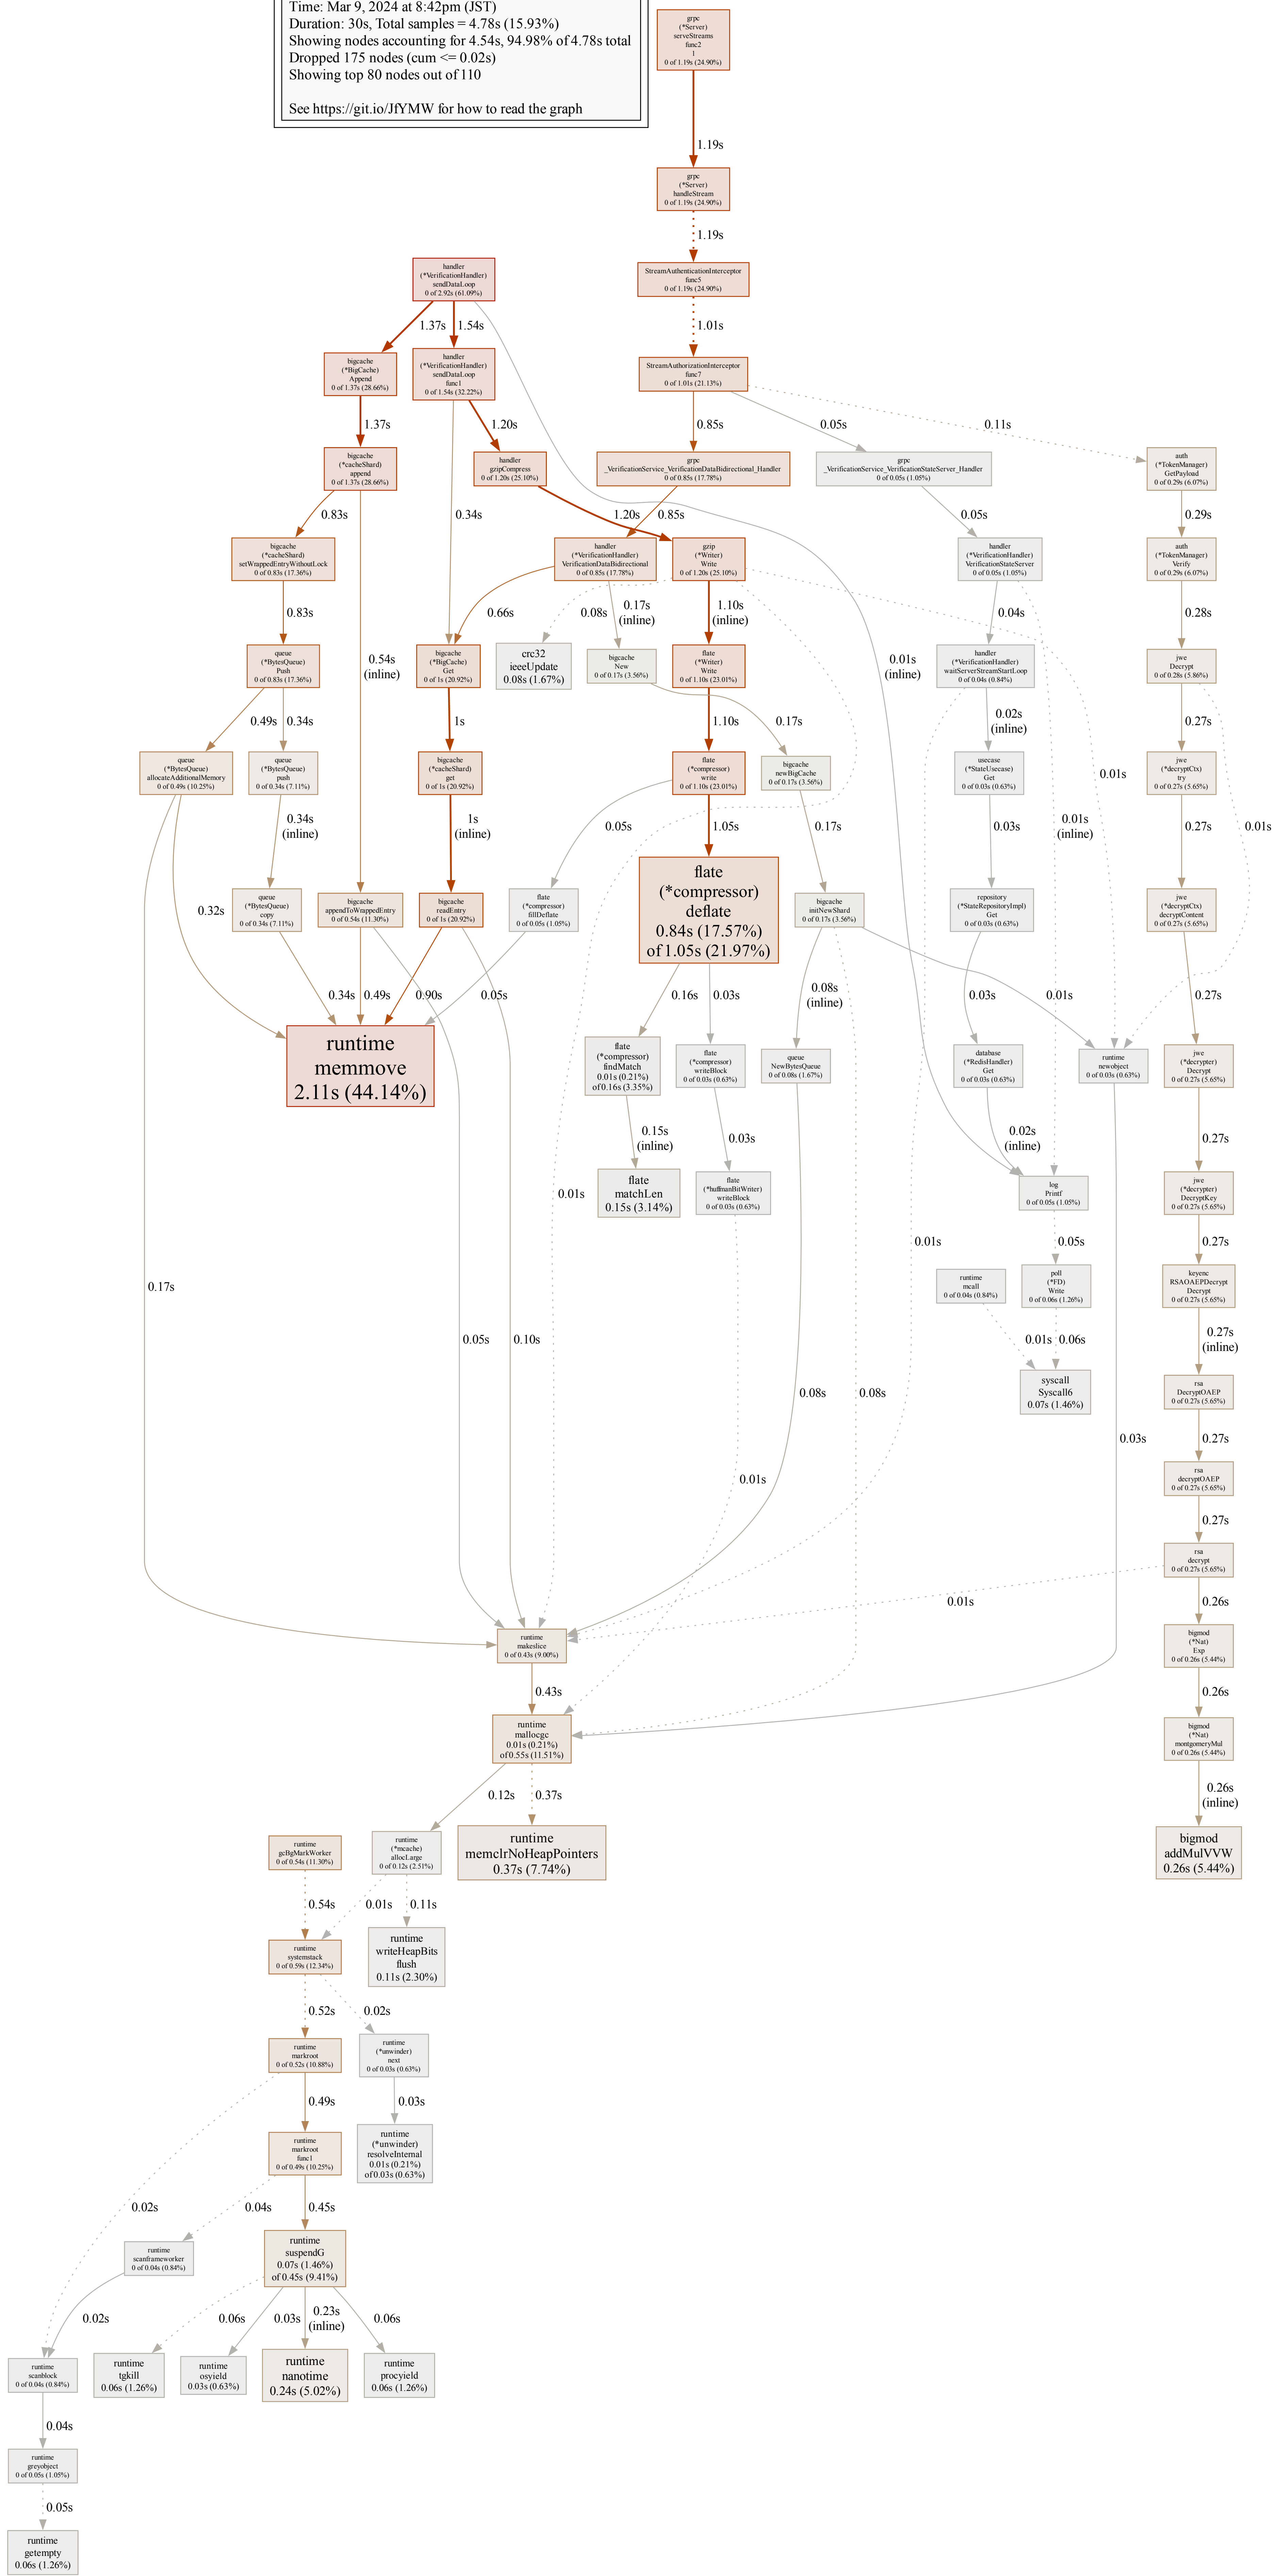 Time: Mar 9, 2024 at 8:42pm (JST)
Duration: 30s, Total samples = 4.78s (15.93%)
Showing nodes accounting for 4.54s, 94.98% of 4.78s total
Dropped 175 nodes (cum <= 0.02s)
Showing top 80 nodes out of 110
See https://git.io/JfYMW for how to read the graph
grpc
(*Server)
serveStreams
func2
1
0 of 1.19s (24.90%)
1.19s
grpc
(*Server)
handleStream
0 of 1.19s (24.90%)
1.19s
handler
(*VerificationHandler)
sendDataLoop
0 of 2.92s (61.09%)
StreamAuthenticationInterceptor
func5
0 of 1.19s (24.90%)
1.37s
1.54s
1.01s
bigcache
(*BigCache)
Append
0 of 1.37s (28.66%)
handler
(*VerificationHandler)
sendDataLoop
func1
0 of 1.54s (32.22%)
StreamAuthorizationInterceptor
func7
0 of 1.01s (21.13%)
1.37s
1.20s
0.85s
0.05s
0.11s
bigcache
(*cacheShard)
append
0 of 1.37s (28.66%)
handler
gzipCompress
0 of 1.20s (25.10%)
grpc
_VerificationService_VerificationDataBidirectional_Handler
0 of 0.85s (17.78%)
grpc
_VerificationService_VerificationStateServer_Handler
0 of 0.05s (1.05%)
auth
(*TokenManager)
GetPayload
0 of 0.29s (6.07%)
0.83s
0.34s
1.20s
0.85s
0.05s
0.29s
bigcache
(*cacheShard)
setWrappedEntryWithoutLock
0 of 0.83s (17.36%)
handler
(*VerificationHandler)
VerificationDataBidirectional
0 of 0.85s (17.78%)
gzip
(*Writer)
Write
0 of 1.20s (25.10%)
handler
(*VerificationHandler)
VerificationStateServer
0 of 0.05s (1.05%)
auth
(*TokenManager)
Verify
0 of 0.29s (6.07%)
0.83s
0.54s
(inline)
0.66s
0.08s
0.17s
(inline)
1.10s
(inline)
0.01s
(inline)
0.04s
0.28s
queue
(*BytesQueue)
Push
0 of 0.83s (17.36%)
bigcache
(*BigCache)
Get
0 of 1s (20.92%)
crc32
ieeeUpdate
0.08s (1.67%)
bigcache
New
0 of 0.17s (3.56%)
flate
(*Writer)
Write
0 of 1.10s (23.01%)
handler
(*VerificationHandler)
waitServerStreamStartLoop
0 of 0.04s (0.84%)
jwe
Decrypt
0 of 0.28s (5.86%)
0.49s
0.34s
1s
1.10s
0.17s
0.02s
(inline)
0.01s
0.27s
queue
(*BytesQueue)
allocateAdditionalMemory
0 of 0.49s (10.25%)
queue
(*BytesQueue)
push
0 of 0.34s (7.11%)
bigcache
(*cacheShard)
get
0 of 1s (20.92%)
flate
(*compressor)
write
0 of 1.10s (23.01%)
bigcache
newBigCache
0 of 0.17s (3.56%)
usecase
(*StateUsecase)
Get
0 of 0.03s (0.63%)
jwe
(*decryptCtx)
try
0 of 0.27s (5.65%)
0.34s
(inline)
1s
(inline)
0.05s
1.05s
0.17s
0.03s
0.01s
(inline)
0.27s
0.01s
0.32s
queue
(*BytesQueue)
copy
0 of 0.34s (7.11%)
bigcache
appendToWrappedEntry
0 of 0.54s (11.30%)
bigcache
readEntry
0 of 1s (20.92%)
flate
(*compressor)
fillDeflate
0 of 0.05s (1.05%)
flate
(*compressor)
deflate
0.84s (17.57%)
of 1.05s (21.97%)
bigcache
initNewShard
0 of 0.17s (3.56%)
repository
(*StateRepositoryImpl)
Get
0 of 0.03s (0.63%)
jwe
(*decryptCtx)
decryptContent
0 of 0.27s (5.65%)
0.34s
0.49s
0.90s
0.05s
0.16s
0.03s
0.08s
(inline)
0.03s
0.01s
0.27s
runtime
memmove
2.11s (44.14%)
flate
(*compressor)
findMatch
0.01s (0.21%)
of 0.16s (3.35%)
flate
(*compressor)
writeBlock
0 of 0.03s (0.63%)
queue
NewBytesQueue
0 of 0.08s (1.67%)
database
(*RedisHandler)
Get
0 of 0.03s (0.63%)
runtime
newobject
0 of 0.03s (0.63%)
jwe
(*decrypter)
Decrypt
0 of 0.27s (5.65%)
0.15s
(inline)
0.03s
0.02s
(inline)
0.27s
0.01s
flate
matchLen
0.15s (3.14%)
flate
(*huffmanBitWriter)
writeBlock
0 of 0.03s (0.63%)
log
Printf
0 of 0.05s (1.05%)
jwe
(*decrypter)
DecryptKey
0 of 0.27s (5.65%)
0.01s
0.05s
0.27s
0.17s
runtime
mcall
0 of 0.04s (0.84%)
poll
(*FD)
Write
0 of 0.06s (1.26%)
keyenc
RSAOAEPDecrypt
Decrypt
0 of 0.27s (5.65%)
0.05s
0.10s
0.01s
0.06s
0.27s
(inline)
0.08s
0.08s
syscall
Syscall6
0.07s (1.46%)
rsa
DecryptOAEP
0 of 0.27s (5.65%)
0.03s
0.27s
0.01s
rsa
decryptOAEP
0 of 0.27s (5.65%)
0.27s
rsa
decrypt
0 of 0.27s (5.65%)
0.01s
0.26s
runtime
makeslice
0 of 0.43s (9.00%)
bigmod
(*Nat)
Exp
0 of 0.26s (5.44%)
0.43s
0.26s
runtime
mallocgc
0.01s (0.21%)
of 0.55s (11.51%)
bigmod
(*Nat)
montgomeryMul
0 of 0.26s (5.44%)
0.12s
0.37s
0.26s
(inline)
runtime
gcBgMarkWorker
0 of 0.54s (11.30%)
runtime
(*mcache)
allocLarge
0 of 0.12s (2.51%)
runtime
memclrNoHeapPointers
0.37s (7.74%)
bigmod
addMulVVW
0.26s (5.44%)
0.54s
0.01s
0.11s
runtime
systemstack
0 of 0.59s (12.34%)
runtime
writeHeapBits
flush
0.11s (2.30%)
0.52s
0.02s
runtime
markroot
0 of 0.52s (10.88%)
runtime
(*unwinder)
next
0 of 0.03s (0.63%)
0.49s
0.03s
runtime
markroot
func1
0 of 0.49s (10.25%)
runtime
(*unwinder)
resolveInternal
0.01s (0.21%)
of 0.03s (0.63%)
0.02s
0.04s
0.45s
runtime
scanframeworker
0 of 0.04s (0.84%)
runtime
suspendG
0.07s (1.46%)
of 0.45s (9.41%)
0.02s
0.06s
0.03s
0.23s
(inline)
0.06s
runtime
scanblock
0 of 0.04s (0.84%)
runtime
tgkill
0.06s (1.26%)
runtime
osyield
0.03s (0.63%)
runtime
nanotime
0.24s (5.02%)
runtime
procyield
0.06s (1.26%)
0.04s
runtime
greyobject
0 of 0.05s (1.05%)
0.05s
runtime
getempty
0.06s (1.26%)